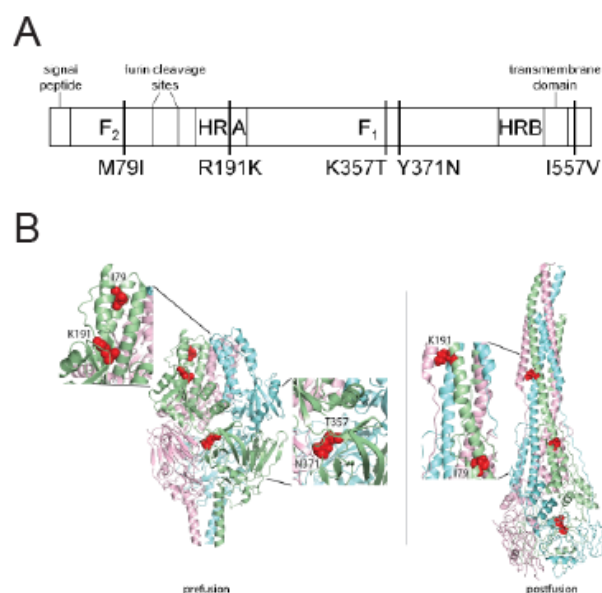 A
signal
peptide
furin cleavage
sites
transmembrane
domain
F2
HR A
F1
HRB
M79I
R191K
K357T
Y371N
I557V
B
I79
K191
T357
N371
K191
I79
prefusion
postfusion